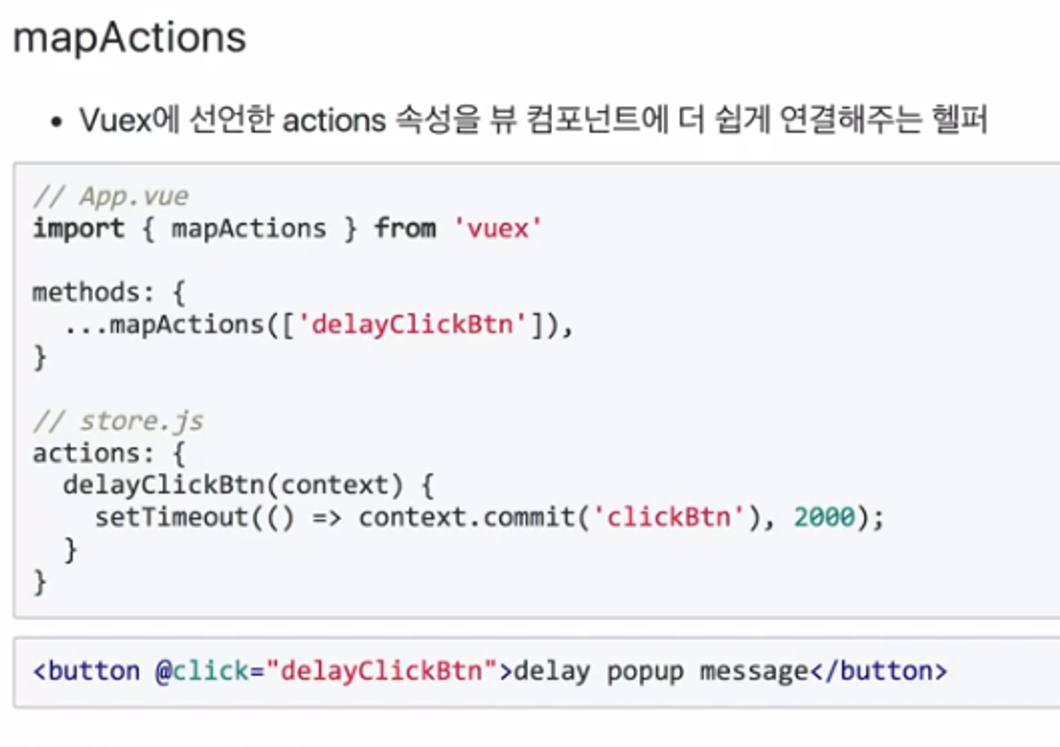 mapActions
• Vuex에 선언한 actions 속성을 뷰 컴포넌트에 더 쉽게 연결해주는 헬퍼
// App.vue
import { mapActions } from 'vuex'
methods: {
  ...mapActions(['delayClickBtn']),
}
// store.js
actions: {
  delayClickBtn(context) {
    setTimeout(() => context.commit('clickBtn'), 2000);
  }
}
<button @click="delayClickBtn">delay popup message</button>